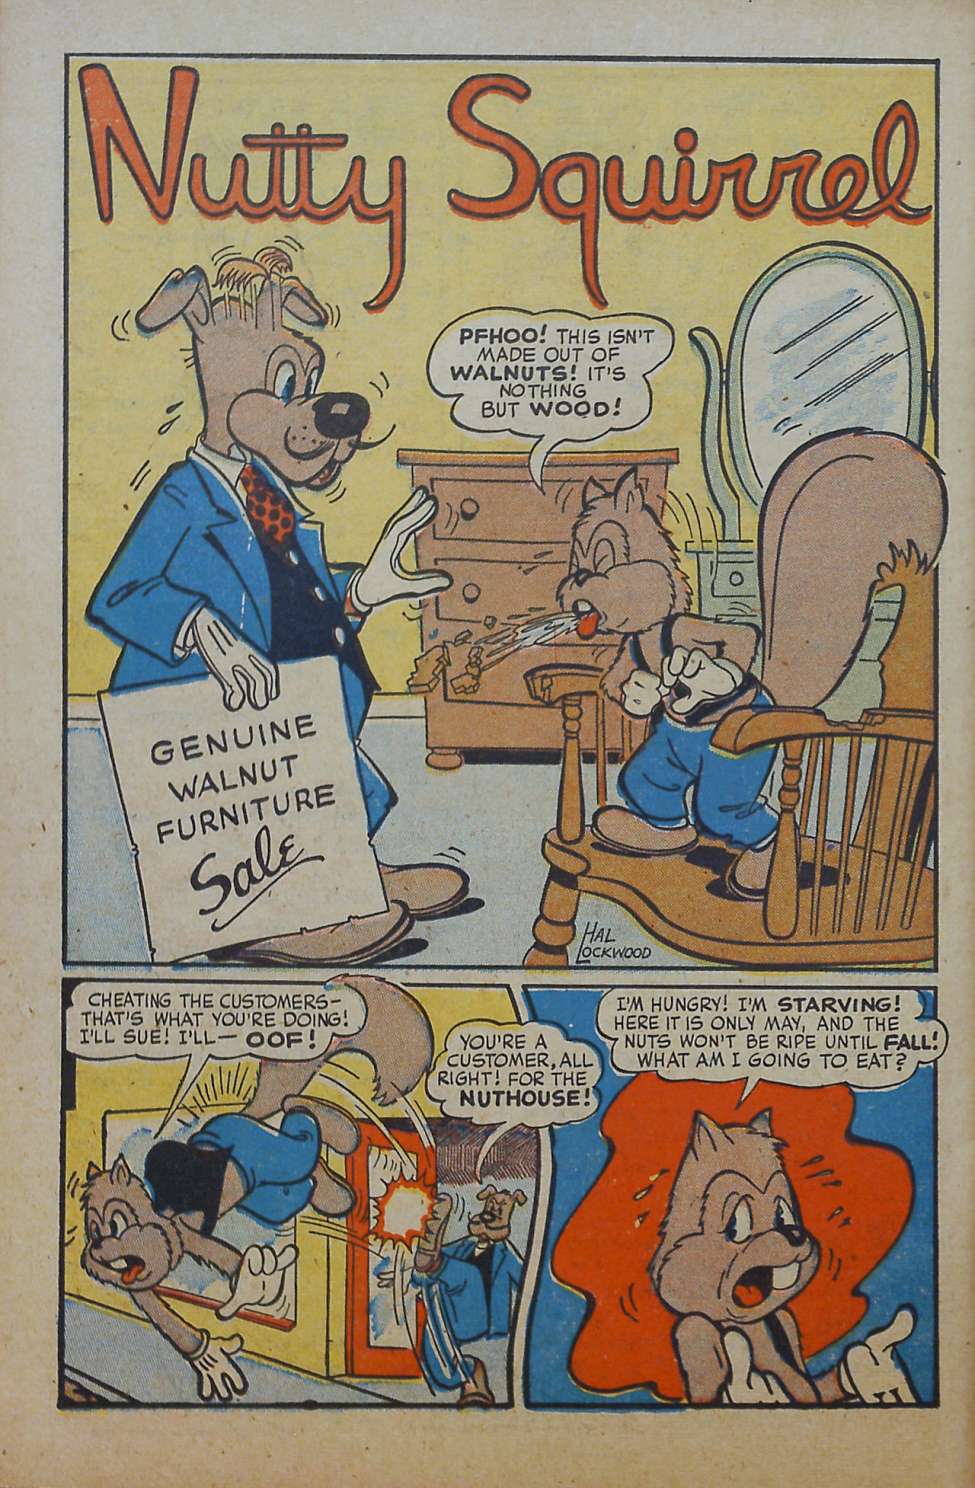 Nutty Squirrel
PFHOO! THIS ISN'T
MADE OUT OF
WALNUTS! IT'S
NOTHING
BUT WOOD!
GENUINE
WALNUT
FURNITURE
Sale
HAL
LOCKWOOD
CHEATING THE CUSTOMERS-
THAT'S WHAT YOU'RE DOING!
I'LL SUE! I'LL— OOF!
YOU'RE A
CUSTOMER, ALL
RIGHT! FOR THE
NUTHOUSE!
I'M HUNGRY! I'M STARVING!
HERE IT IS ONLY MAY, AND THE
NUTS WON'T BE RIPE UNTIL FALL!
WHAT AM I GOING TO EAT?